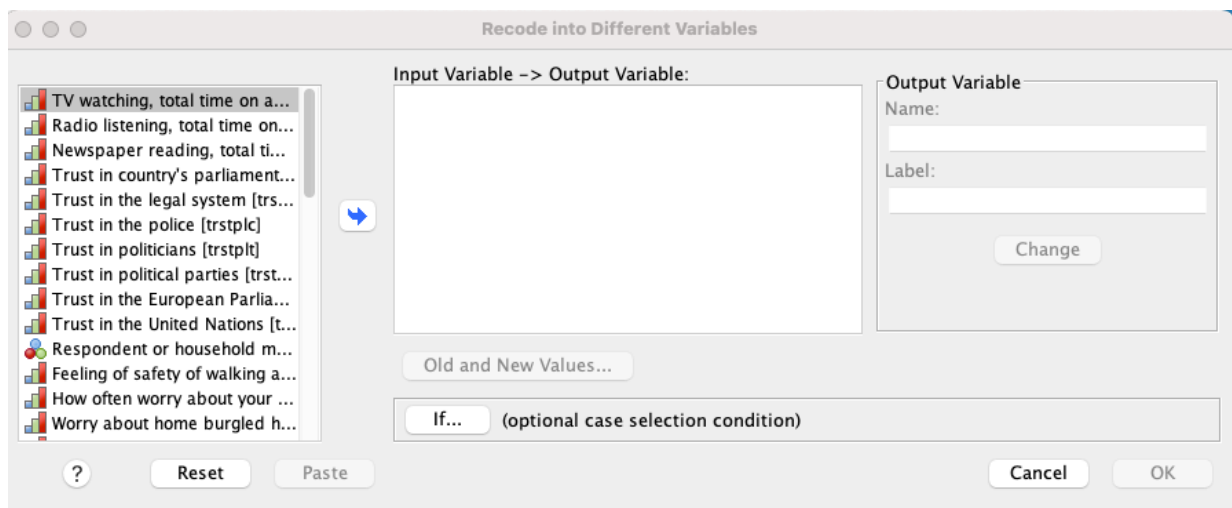 Recode into Different Variables
TV watching, total time on a...
Radio listening, total time on...
Newspaper reading, total ti...
Trust in country's parliament...
Trust in the legal system [trs...
Trust in the police [trstplc]
Trust in politicians [trstplt]
Trust in political parties [trst...
Trust in the European Parlia...
Trust in the United Nations [t...
Respondent or household m...
Feeling of safety of walking a...
How often worry about your ...
Worry about home burgled h...
Input Variable -> Output Variable:
Old and New Values...
If... (optional case selection condition)
Output Variable
Name:
Label:
Change
? Reset Paste Cancel OK